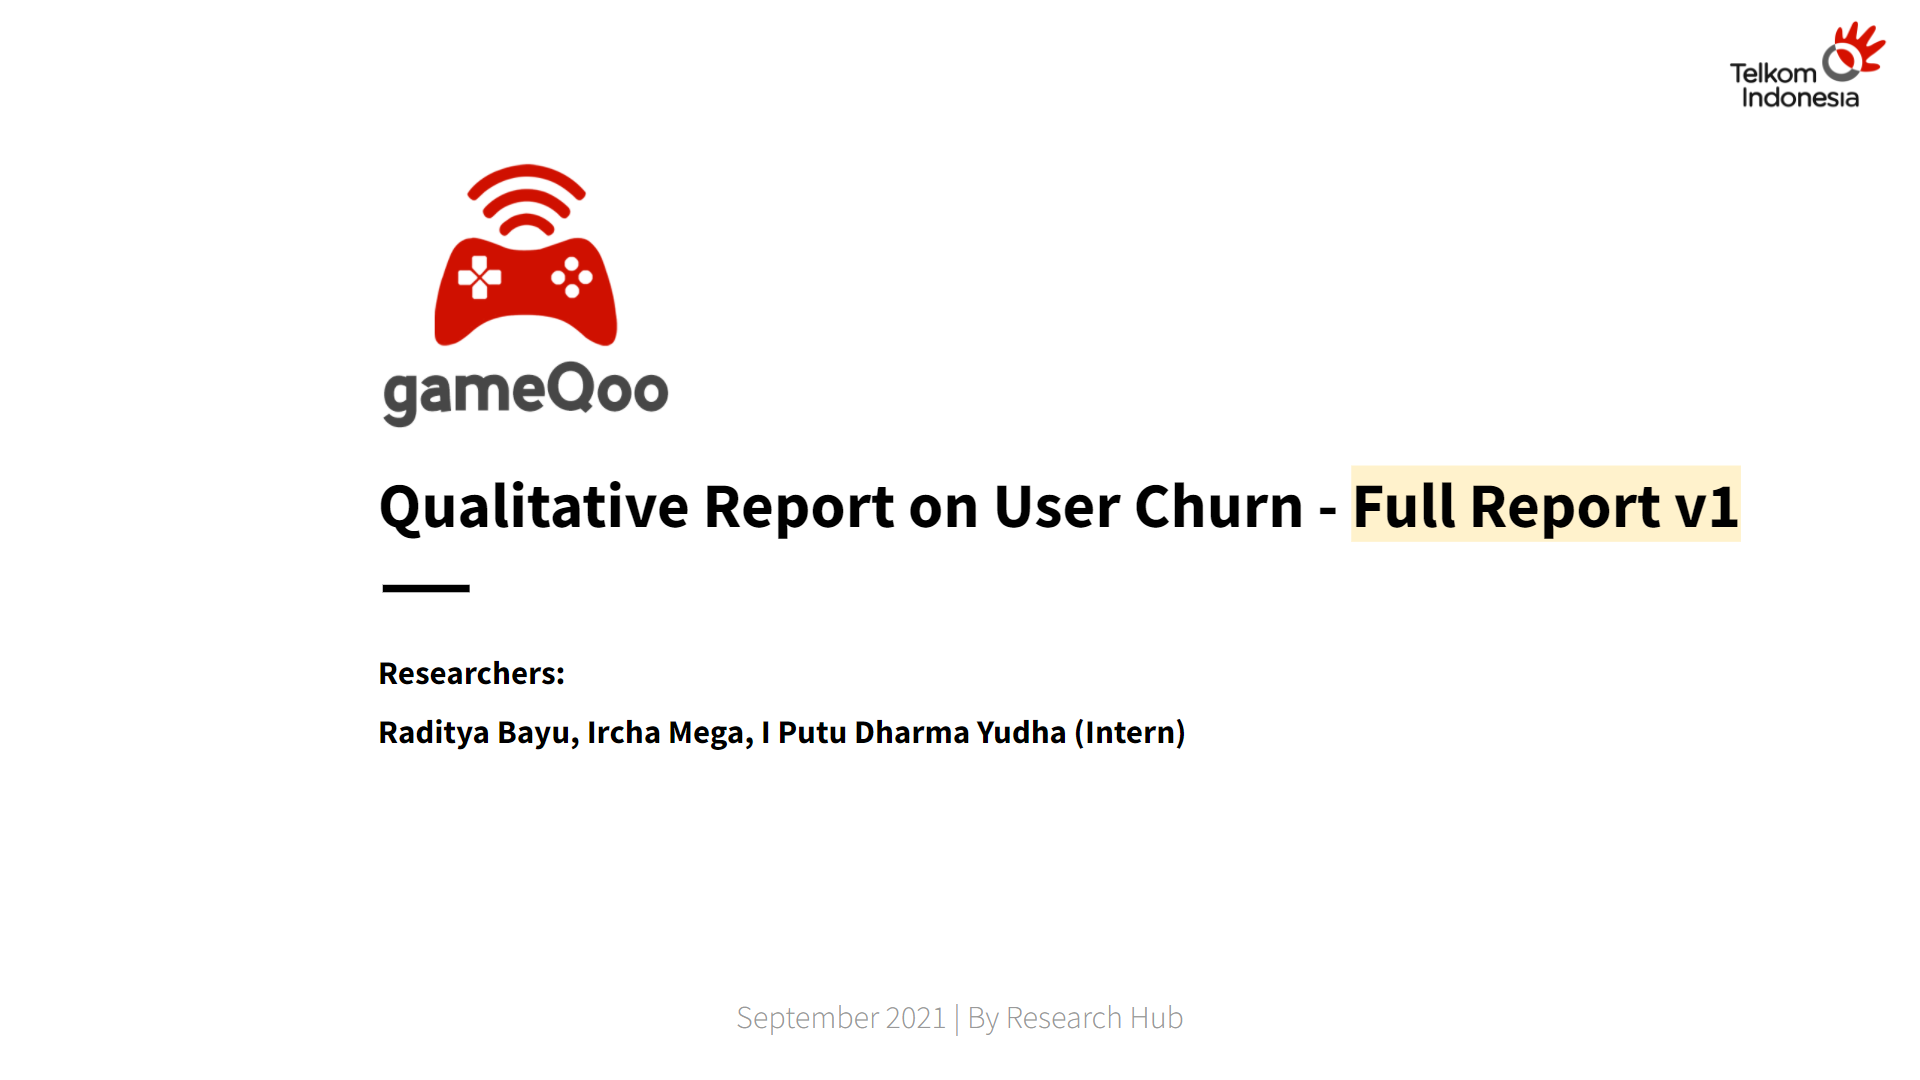 Telkom
Indonesia
gameQoo
Qualitative Report on User Churn - Full Report v1
Researchers:
Raditya Bayu, Ircha Mega, I Putu Dharma Yudha (Intern)
September 2021 | By Research Hub